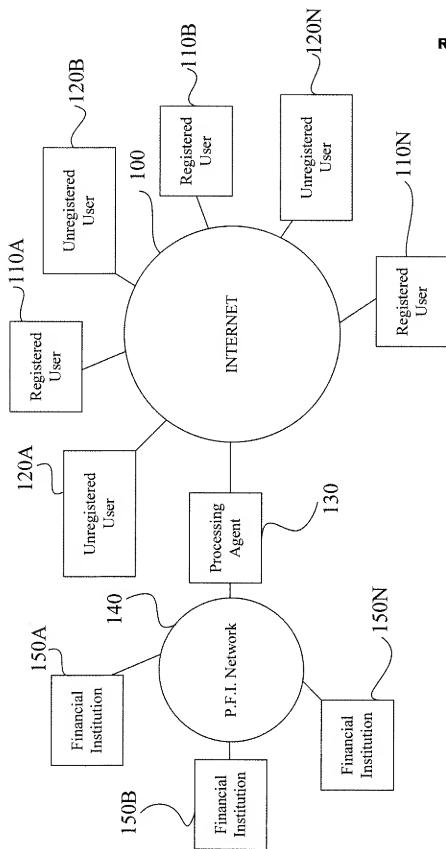 120B
110B
120N
110A
Unregistered
User
100
Registered
User
Unregistered
User
110N
Registered
User
INTERNET
Registered
User
120A
Unregistered
User
Processing
Agent
130
140
150A
P.F.I. Network
150N
Financial
Institution
Financial
Institution
150B
Financial
Institution
R